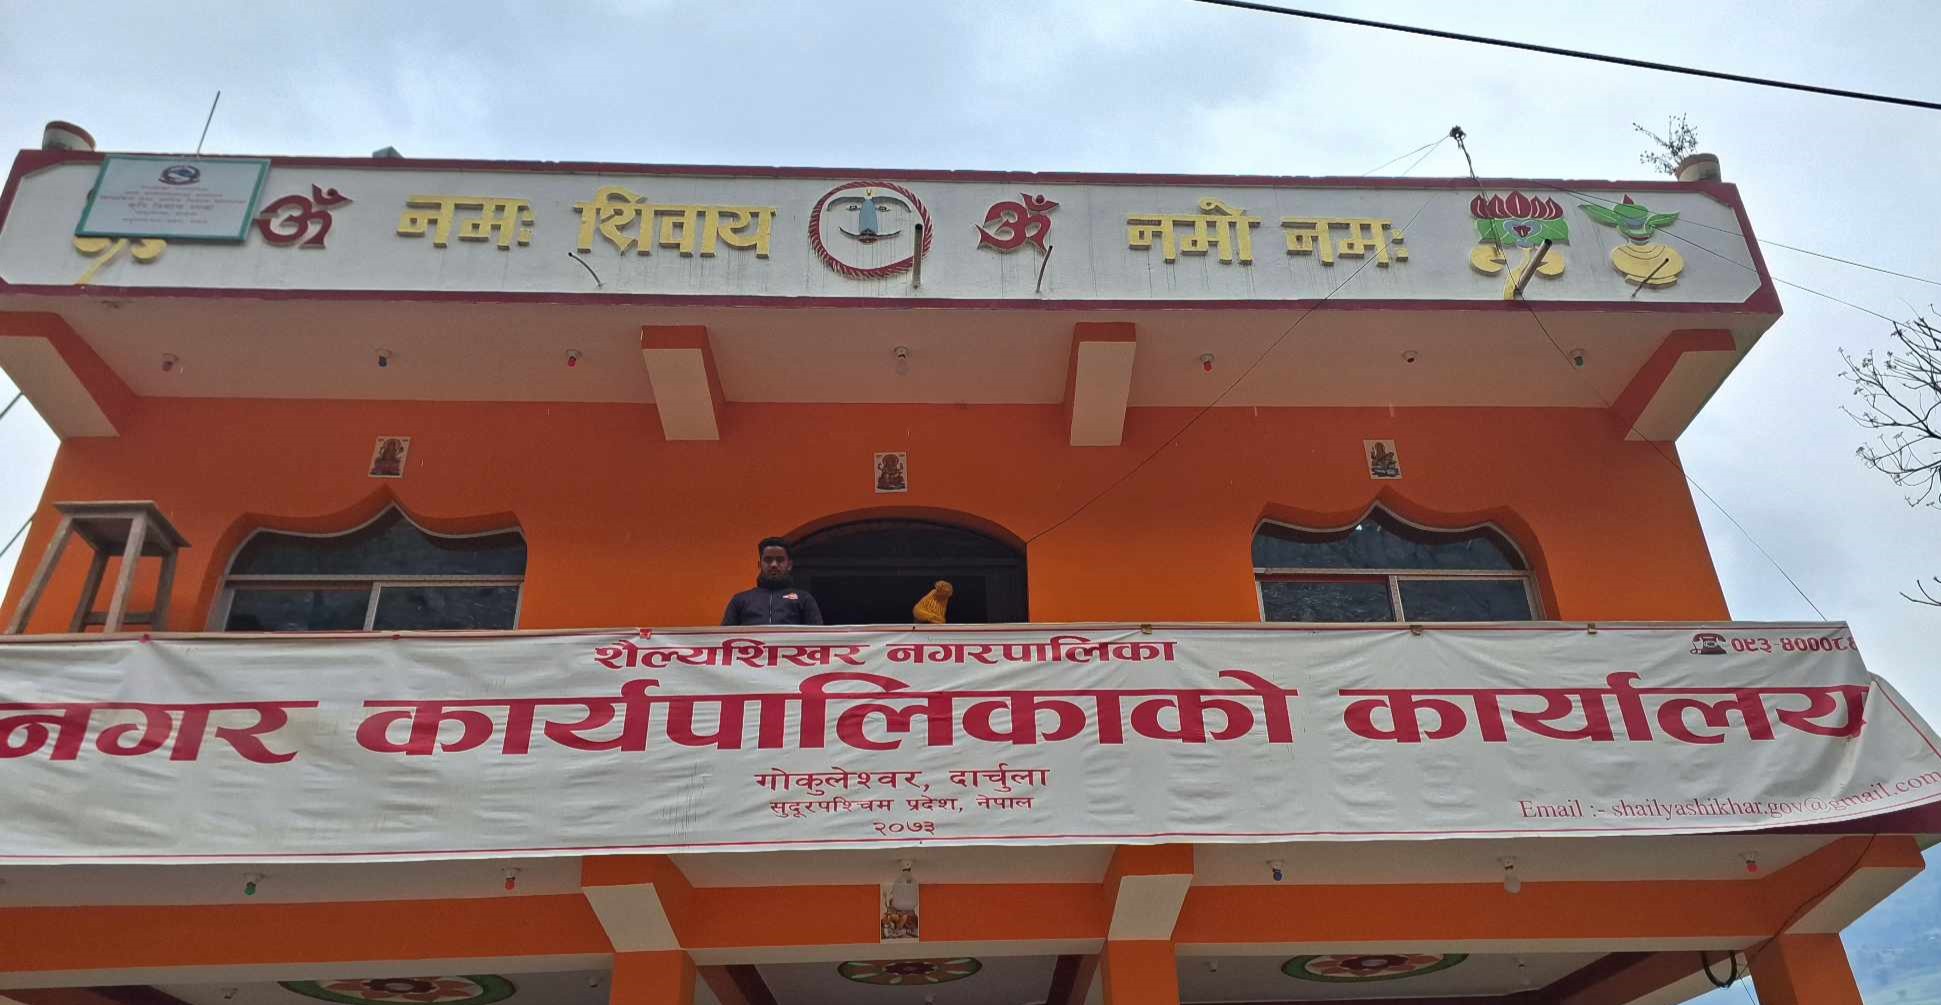 ॐ नमः शिवाय ॐ नमो नमः
शैल्यशिखर नगरपालिका
०९३-४०००८
नगर कार्यपालिकाको कार्यालय
गोकुलेश्वर, दार्चुला
सुदूरपश्चिम प्रदेश, नेपाल
२०७३
Email :- shailyashikhar.gov@gmail.com